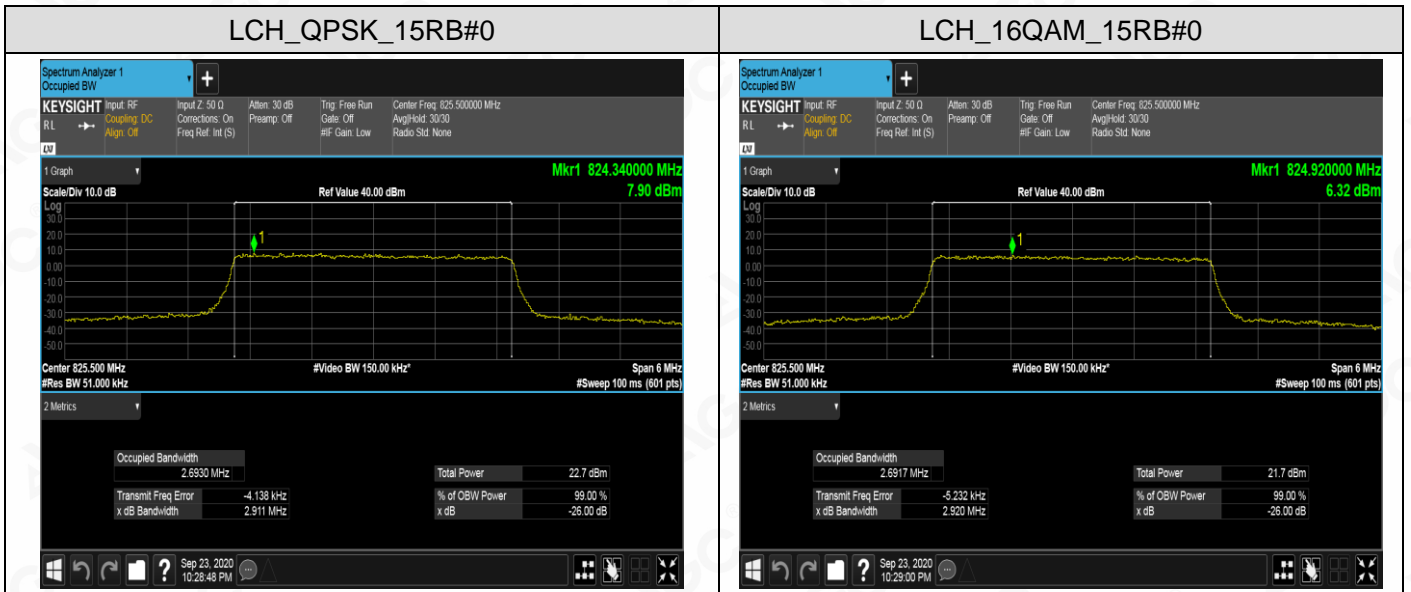 LCH_QPSK_15RB#0
Spectrum Analyzer 1
Occupied BW
+
KEYSIGHT Input: RF Input Z: 50 Ω Atten: 30 dB Trig: Free Run Center Freq: 825.500000 MHz
RL Coupling: DC Corrections: On Preamp: Off Gate: Off Avg|Hold: 30/30
Align: Off Freq Ref: Int (S) #IF Gain: Low Radio Std: None
LXI
1 Graph Mkr1 824.340000 MHz
Scale/Div 10.0 dB Ref Value 40.00 dBm 7.90 dBm
Log
30.0
20.0
1
10.0
0.00
-10.0
-20.0
-30.0
-40.0
-50.0
Center 825.500 MHz #Video BW 150.00 kHz* Span 6 MHz
#Res BW 51.000 kHz #Sweep 100 ms (601 pts)
2 Metrics
Occupied Bandwidth
2.6930 MHz Total Power 22.7 dBm
Transmit Freq Error -4.138 kHz % of OBW Power 99.00 %
x dB Bandwidth 2.911 MHz x dB -26.00 dB
? Sep 23, 2020
10:28:48 PM
LCH_16QAM_15RB#0
Spectrum Analyzer 1
Occupied BW
+
KEYSIGHT Input: RF Input Z: 50 Ω Atten: 30 dB Trig: Free Run Center Freq: 825.500000 MHz
RL Coupling: DC Corrections: On Preamp: Off Gate: Off Avg|Hold: 30/30
Align: Off Freq Ref: Int (S) #IF Gain: Low Radio Std: None
LXI
1 Graph Mkr1 824.920000 MHz
Scale/Div 10.0 dB Ref Value 40.00 dBm 6.32 dBm
Log
30.0
20.0
1
10.0
0.00
-10.0
-20.0
-30.0
-40.0
-50.0
Center 825.500 MHz #Video BW 150.00 kHz* Span 6 MHz
#Res BW 51.000 kHz #Sweep 100 ms (601 pts)
2 Metrics
Occupied Bandwidth
2.6917 MHz Total Power 21.7 dBm
Transmit Freq Error -5.232 kHz % of OBW Power 99.00 %
x dB Bandwidth 2.920 MHz x dB -26.00 dB
? Sep 23, 2020
10:29:00 PM